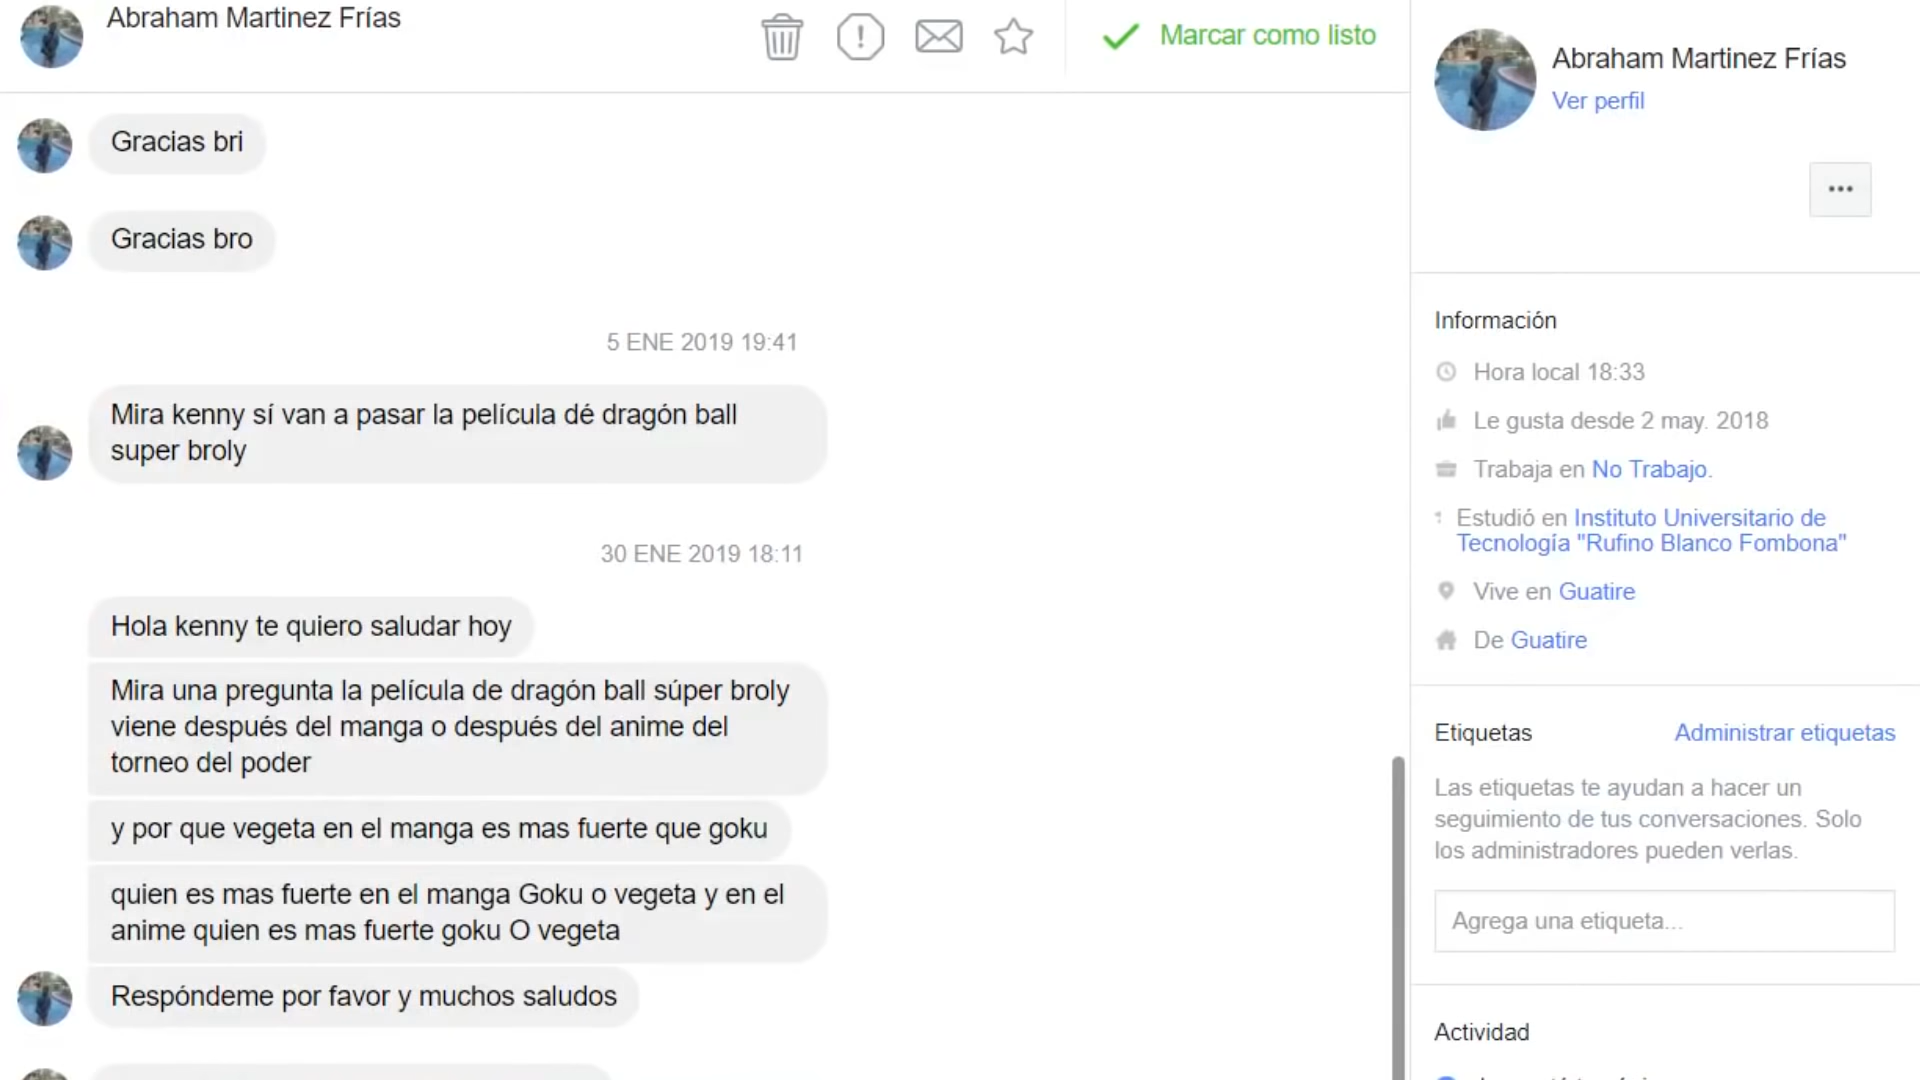 Abraham Martinez Frías
Marcar como listo
Gracias bri
Gracias bro
5 ENE 2019 19:41
Mira kenny sí van a pasar la película dé dragón ball
super broly
30 ENE 2019 18:11
Hola kenny te quiero saludar hoy
Mira una pregunta la película de dragón ball súper broly
viene después del manga o después del anime del
torneo del poder
y por que vegeta en el manga es mas fuerte que goku
quien es mas fuerte en el manga Goku o vegeta y en el
anime quien es mas fuerte goku O vegeta
Respóndeme por favor y muchos saludos
Abraham Martinez Frías
Ver perfil
Información
Hora local 18:33
Le gusta desde 2 may. 2018
Trabaja en No Trabajo.
Estudió en Instituto Universitario de
Tecnología "Rufino Blanco Fombona"
Vive en Guatire
De Guatire
Etiquetas
Administrar etiquetas
Las etiquetas te ayudan a hacer un
seguimiento de tus conversaciones. Solo
los administradores pueden verlas.
Agrega una etiqueta...
Actividad